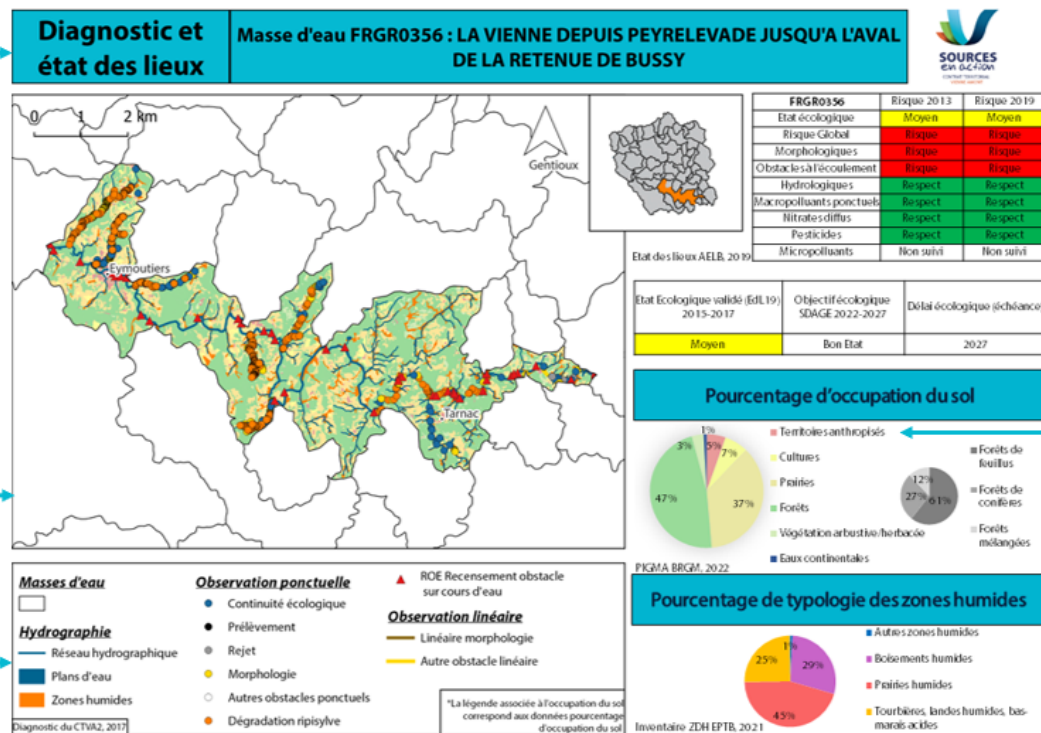 Diagnostic et
état des lieux
Masse d'eau FRGR0356 : LA VIENNE DEPUIS PEYRELEVADE JUSQU'A L'AVAL
DE LA RETENUE DE BUSSY
SOURCES
en action
CONTRAT TERRITORIAL
0 1 2 km
Gentioux
Eymoutiers
Tarnac
FRGR0356 Risque 2013 Risque 2019
Etat écologique Moyen Moyen
Risque Global Risque Risque
Morphologiques Risque Risque
Obstacles à l'écoulement Risque Risque
Hydrologiques Respect Respect
Macropolluants ponctuels Respect Respect
Nitrates diffus Respect Respect
Pesticides Respect Respect
Micropolluants Non suivi Non suivi
Etat des lieux AELB, 2019
Etat Ecologique validé (EdL19)
2015-2017
Objectif écologique
SDAGE 2022-2027
Délai écologique (échéance)
Moyen Bon Etat 2027
Pourcentage d'occupation du sol
1%
3%
5%
7%
37%
47%
Territoires anthropisés
Cultures
Prairies
Forêts
Végétation arbustive/herbacée
Eaux continentales
12%
27%
61%
Forêts de
feuillus
Forêts de
conifères
Forêts
mélangées
PIGMA BRGM, 2022
Pourcentage de typologie des zones humides
1%
25%
29%
45%
Autres zones humides
Boisements humides
Prairies humides
Tourbières, landes humides, bas-
marais acides
Inventaire ZDH EPTB, 2021
Masses d'eau
Hydrographie
Réseau hydrographique
Plans d'eau
Zones humides
Diagnostic du CTVA2, 2017
Observation ponctuelle
Continuité écologique
Prélèvement
Rejet
Morphologie
Autres obstacles ponctuels
Dégradation ripisylve
ROE Recensement obstacle
sur cours d'eau
Observation linéaire
Linéaire morphologie
Autre obstacle linéaire
"La légende associée à l'occupation du sol
correspond aux données pourcentage
d'occupation du sol